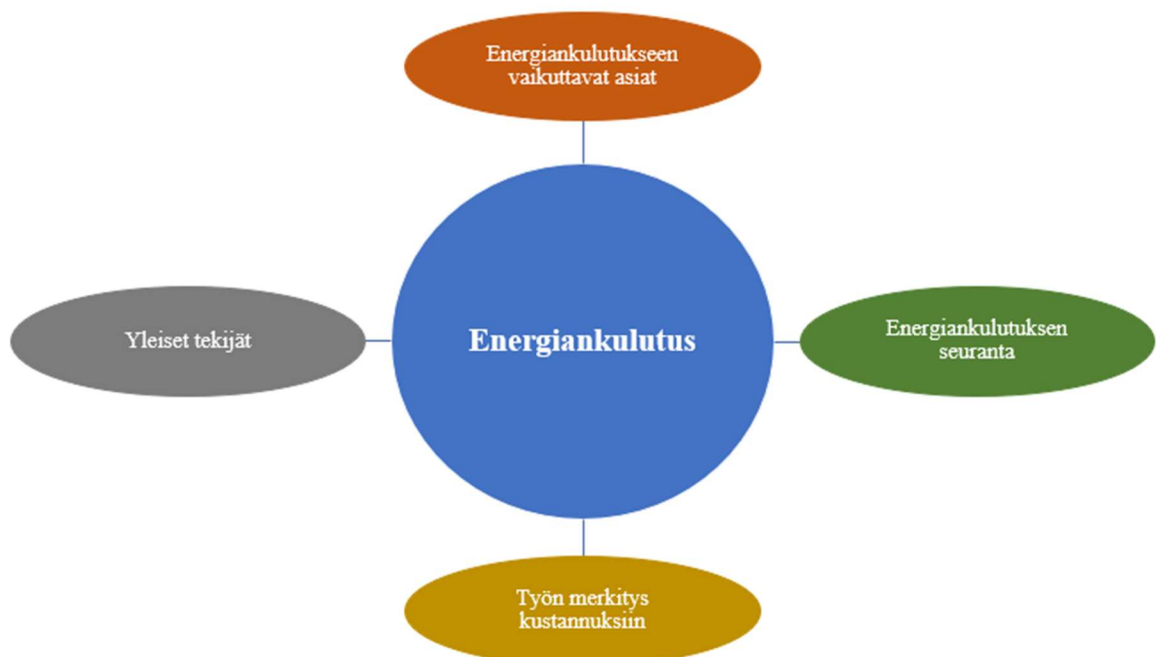 Energiankulutukseen
vaikuttavat asiat
Yleiset tekijät
Energiankulutus
Energiankulutuksen
seuranta
Työn merkitys
kustannuksiin